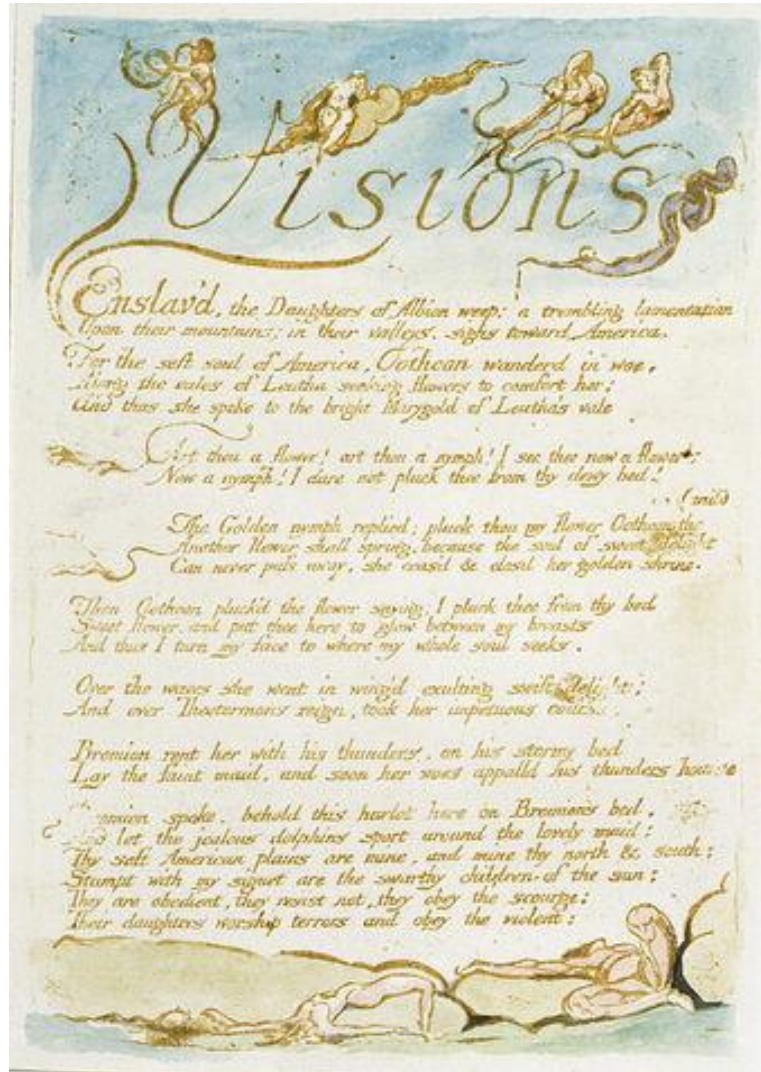 Visions
Enslav'd, the Daughters of Albion weep; a trembling lamentation
Upon their mountains; in their valleys, sighs toward America.
For the soft soul of America, Oothoon wanderd in woe,
Along the vales of Leutha seeking flowers to comfort her;
And thus she spoke to the bright Marygold of Leutha's vale
Art thou a flower! art thou a nymph! I see thee now a flower;
Now a nymph! I dare not pluck thee from thy dewy bed!
(mild
The Golden nymph replied; pluck thou my flower Oothoon the
Another flower shall spring, because the soul of sweet delight
Can never pass away. she ceas'd & closd her golden shrine.
Then Oothoon pluck'd the flower saying, I pluck thee from thy bed
Sweet flower, and put thee here to glow between my breasts
And thus I turn my face to where my whole soul seeks.
Over the waves she went in wing'd exulting swift delight;
And over Theotormons reign, took her impetuous course.
Bromion rent her with his thunders, on his stormy bed
Lay the faint maid, and soon her woes appalld his thunders hoarse
Bromion spoke, behold this harlot here on Bromions bed,
And let the jealous dolphins sport around the lovely maid;
Thy soft American plains are mine, and mine thy north & south:
Stampt with my signet are the swarthy children of the sun:
They are obedient, they resist not, they obey the scourge:
Their daughters worship terrors and obey the violent: